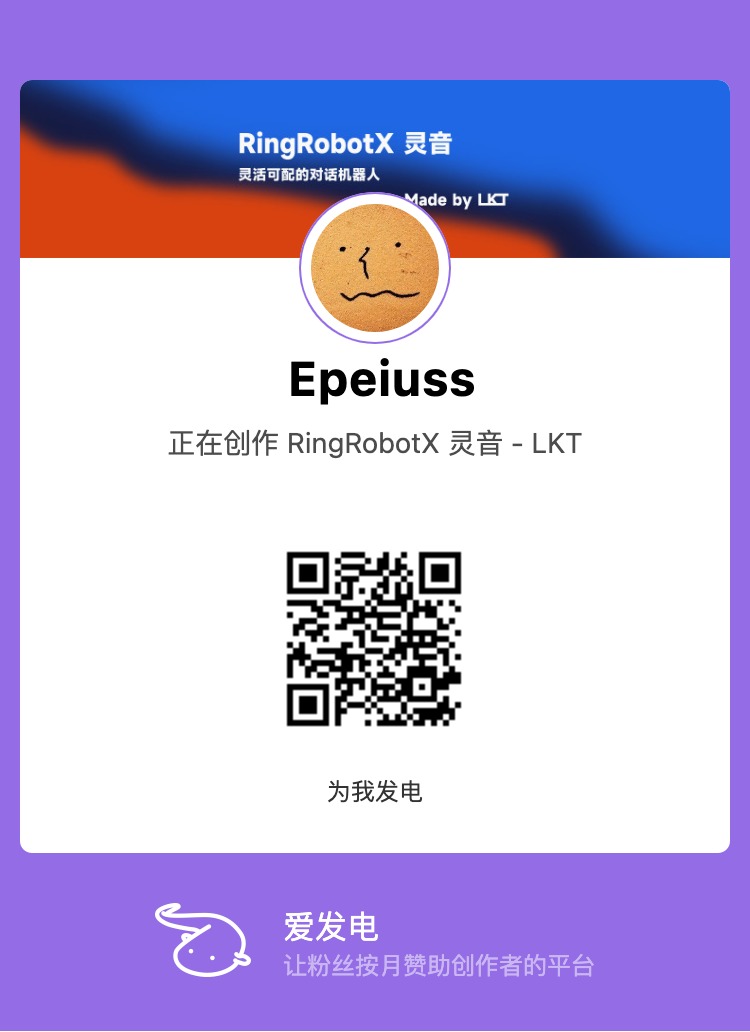 RingRobotX 灵音
灵活可配的对话机器人
Made by LKT
Epeiuss
正在创作 RingRobotX 灵音 - LKT
为我发电
爱发电
让粉丝按月赞助创作者的平台